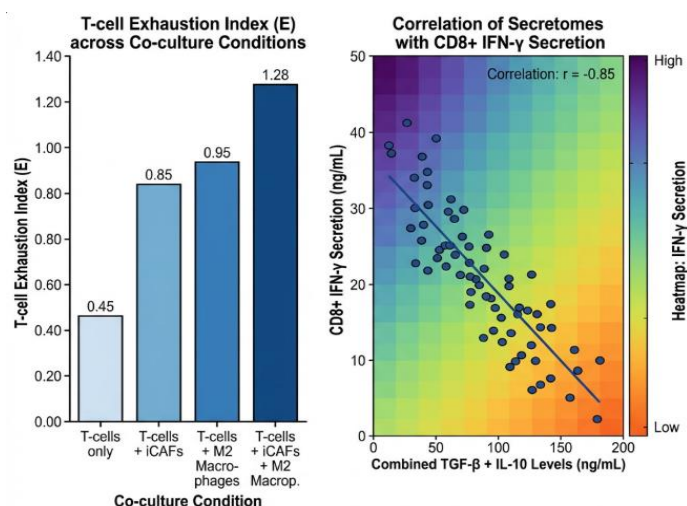 T-cell Exhaustion Index (E)
across Co-culture Conditions
T-cell Exhaustion Index (E)
1.40
1.20
1.00
0.80
0.60
0.40
0.20
0.00
0.45
0.85
0.95
1.28
T-cells
only
T-cells
+ iCAFs
T-cells
+ M2
Macro-
phages
T-cells
+ iCAFs
+ M2
Macrop.
Co-culture Condition
Correlation of Secretomes
with CD8+ IFN-γ Secretion
Correlation: r = -0.85
CD8+ IFN-γ Secretion (ng/mL)
50
40
30
20
10
0
0
50
100
150
200
Combined TGF-β + IL-10 Levels (ng/mL)
High
Low
Heatmap: IFN-γ Secretion